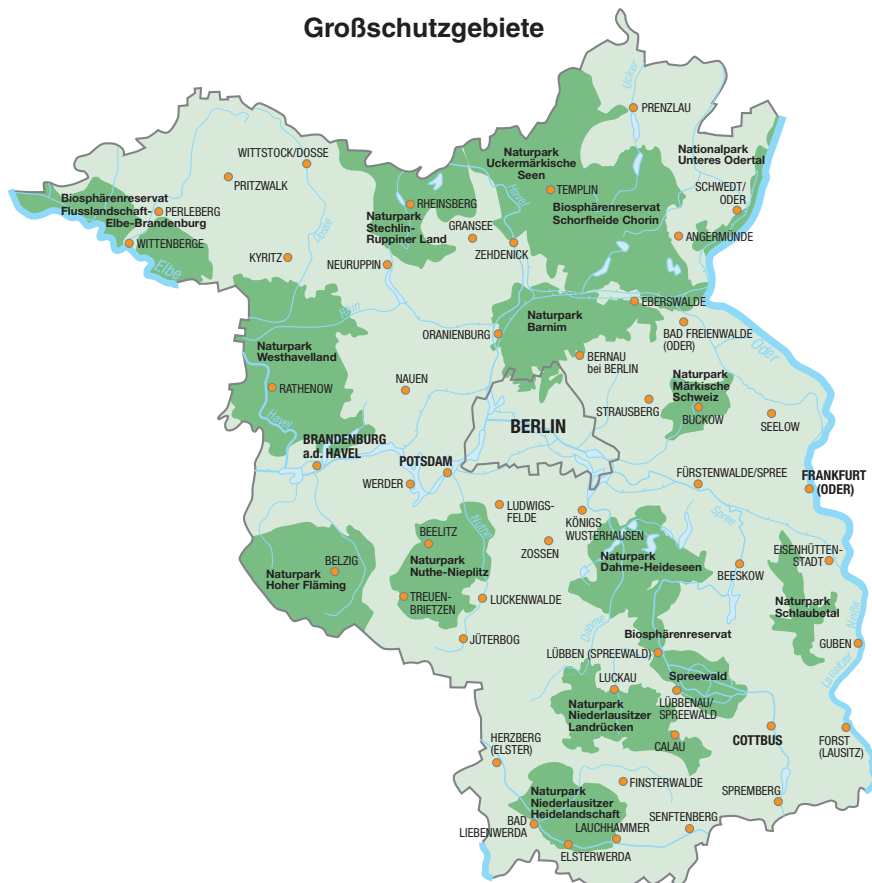 Großschutzgebiete
Ucker
PRENZLAU
WITTSTOCK/DOSSE
Naturpark
Uckermärkische
Seen
Nationalpark
Unteres Odertal
PRITZWALK
Havel
TEMPLIN
SCHWEDT/
ODER
Biosphärenreservat
Flusslandschaft-
Elbe-Brandenburg
PERLEBERG
RHEINSBERG
Naturpark
Stechlin-
Ruppiner Land
Biosphärenreservat
Schorfheide Chorin
WITTENBERGE
Dosse
GRANSEE
ANGERMÜNDE
KYRITZ
NEURUPPIN
ZEHDENICK
Elbe
EBERSWALDE
Rhin
Naturpark
Barnim
ORANIENBURG
BAD FREIENWALDE
(ODER)
Oder
Naturpark
Westhavelland
BERNAU
bei BERLIN
RATHENOW
NAUEN
Naturpark
Märkische
Schweiz
STRAUSBERG
BUCKOW
SEELOW
Havel
BERLIN
BRANDENBURG
a.d. HAVEL
POTSDAM
WERDER
FÜRSTENWALDE/SPREE
FRANKFURT
(ODER)
LUDWIGS-
FELDE
KÖNIGS
WUSTERHAUSEN
Spree
Nuthe
BEELITZ
ZOSSEN
Naturpark
Nuthe-Nieplitz
Naturpark
Dahme-Heideseen
EISENHÜTTEN-
STADT
BEESKOW
BELZIG
Naturpark
Hoher Fläming
TREUEN-
BRIETZEN
LUCKENWALDE
Naturpark
Schlaubetal
Neiße
Dahme
JÜTERBOG
Biosphärenreservat
GUBEN
LÜBBEN (SPREEWALD)
Lausitzer
LUCKAU
Spreewald
LÜBBENAU/
SPREEWALD
Naturpark
Niederlausitzer
Landrücken
HERZBERG
(ELSTER)
CALAU
COTTBUS
FORST
(LAUSITZ)
FINSTERWALDE
SPREMBERG
Naturpark
Niederlausitzer
Heidelandschaft
BAD
LIEBENWERDA
LAUCHHAMMER
SENFTENBERG
ELSTERWERDA